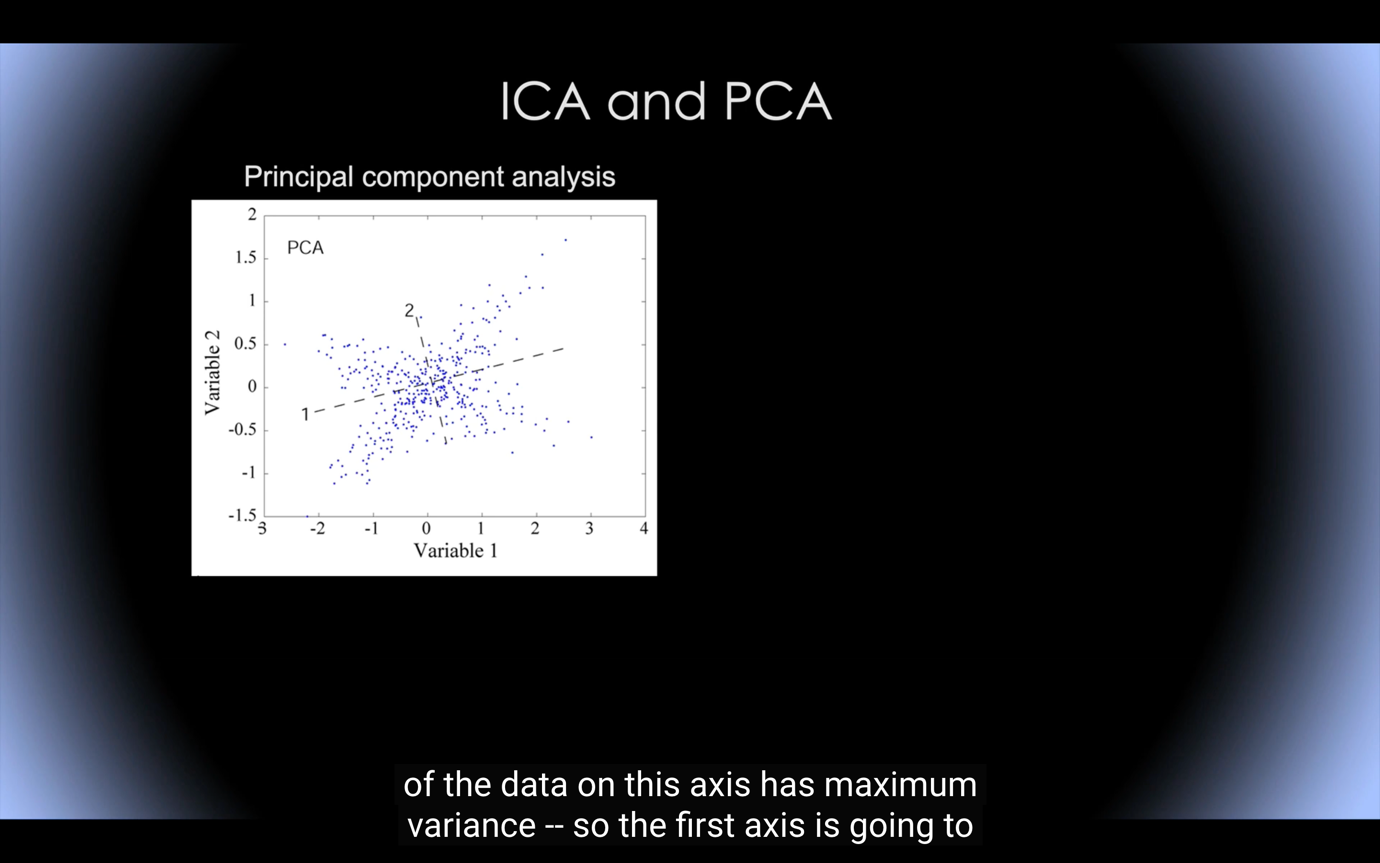 ICA and PCA
Principal component analysis
PCA
2
1.5
1
0.5
0
-0.5
-1
-1.5
Variable 2
2
1
3 -2 -1 0 1 2 3 4
Variable 1
of the data on this axis has maximum
variance -- so the first axis is going to